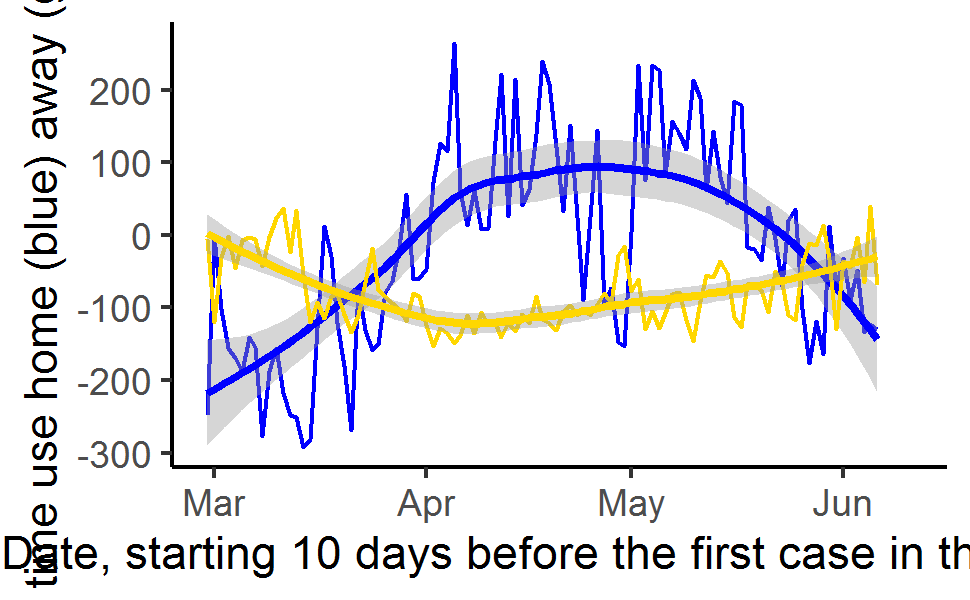 time use home (blue) away (
200
100
0
-100
-200
-300
Mar Apr May Jun
Date, starting 10 days before the first case in th